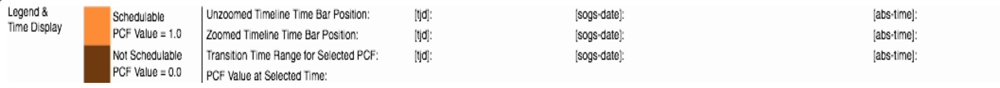 Legend &
Time Display
Schedulable
PCF Value = 1.0
Not Schedulable
PCF Value = 0.0
Unzoomed Timeline Time Bar Position: [tjd]: [sogs-date]: [abs-time]:
Zoomed Timeline Time Bar Position: [tjd]: [sogs-date]: [abs-time]:
Transition Time Range for Selected PCF: [tjd]: [sogs-date]: [abs-time]:
PCF Value at Selected Time: